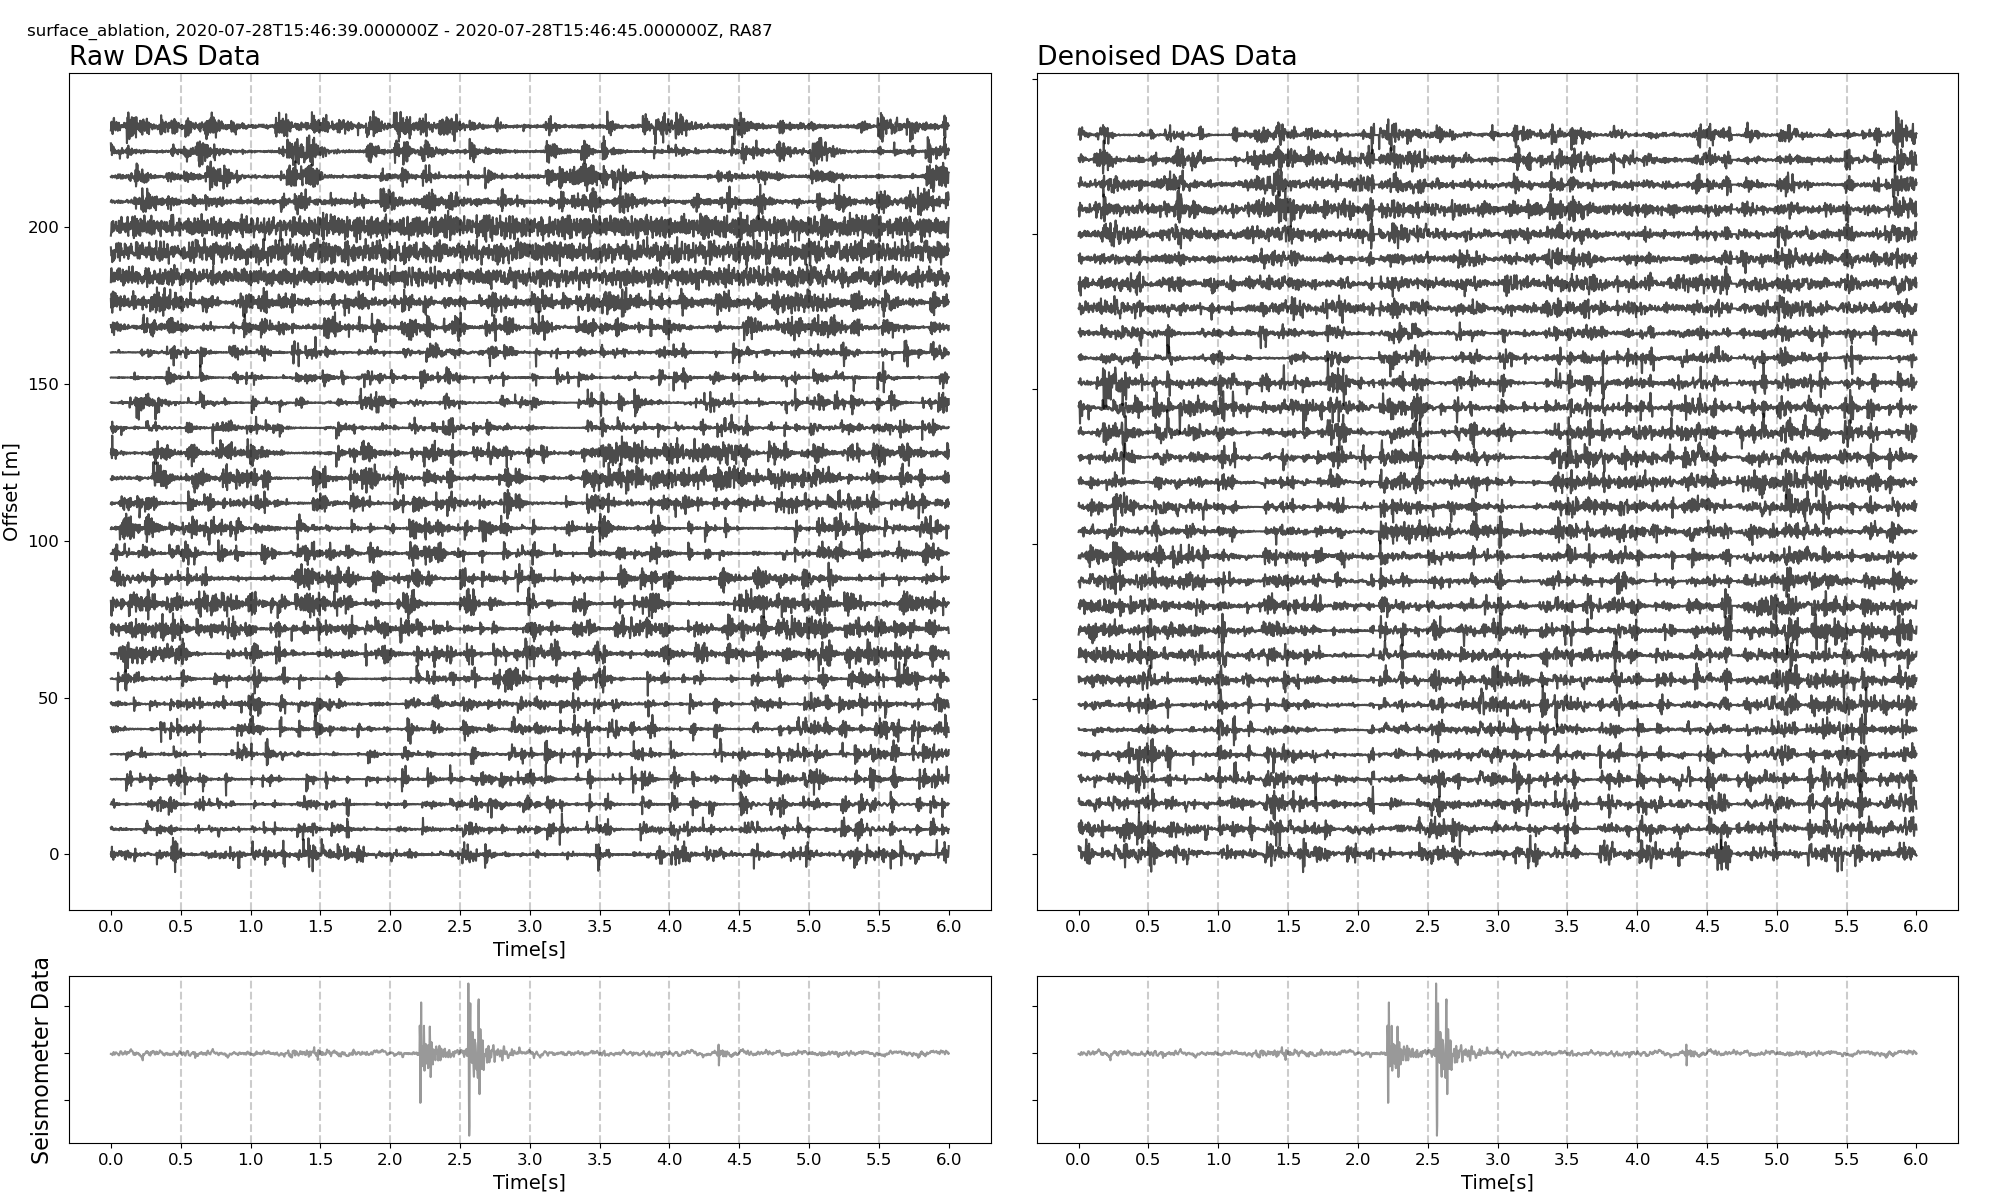 surface_ablation, 2020-07-28T15:46:39.000000Z - 2020-07-28T15:46:45.000000Z, RA87
Raw DAS Data
Denoised DAS Data
Offset [m]
200
150
100
50
0
0.0 0.5 1.0 1.5 2.0 2.5 3.0 3.5 4.0 4.5 5.0 5.5 6.0
Time[s]
0.0 0.5 1.0 1.5 2.0 2.5 3.0 3.5 4.0 4.5 5.0 5.5 6.0
Seismometer Data
0.0 0.5 1.0 1.5 2.0 2.5 3.0 3.5 4.0 4.5 5.0 5.5 6.0
Time[s]
0.0 0.5 1.0 1.5 2.0 2.5 3.0 3.5 4.0 4.5 5.0 5.5 6.0
Time[s]